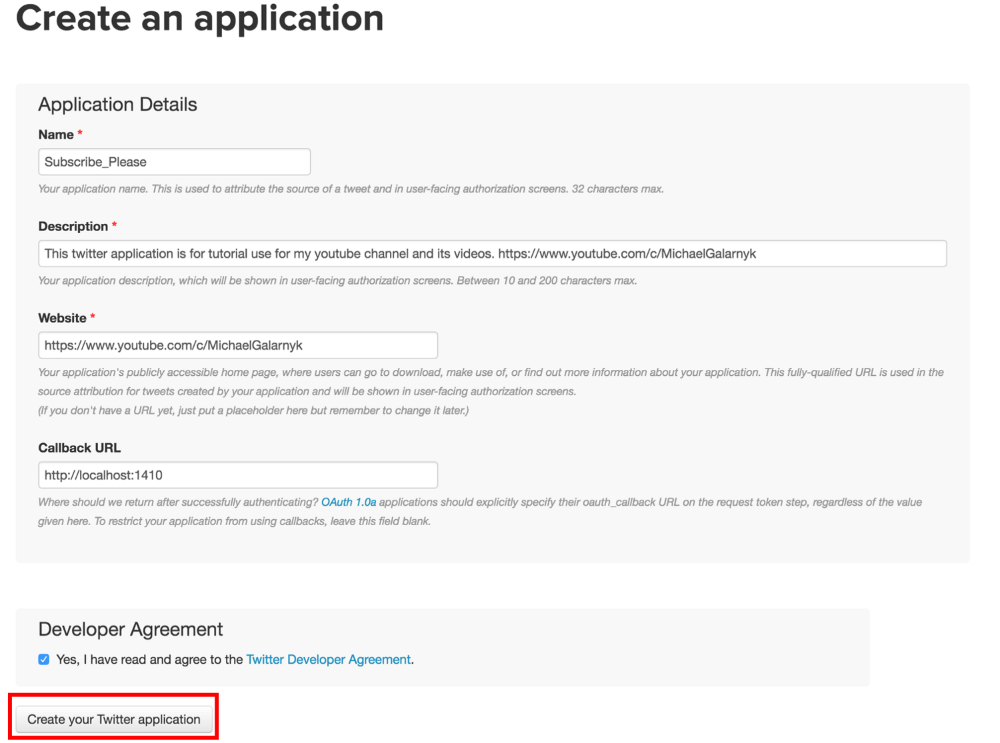 Create an application
Application Details
Name *
Subscribe_Please
Your application name. This is used to attribute the source of a tweet and in user-facing authorization screens. 32 characters max.
Description *
This twitter application is for tutorial use for my youtube channel and its videos. https://www.youtube.com/c/MichaelGalarnyk
Your application description, which will be shown in user-facing authorization screens. Between 10 and 200 characters max.
Website *
https://www.youtube.com/c/MichaelGalarnyk
Your application's publicly accessible home page, where users can go to download, make use of, or find out more information about your application. This fully-qualified URL is used in the
source attribution for tweets created by your application and will be shown in user-facing authorization screens.
(If you don't have a URL yet, just put a placeholder here but remember to change it later.)
Callback URL
http://localhost:1410
Where should we return after successfully authenticating? OAuth 1.0a applications should explicitly specify their oauth_callback URL on the request token step, regardless of the value
given here. To restrict your application from using callbacks, leave this field blank.
Developer Agreement
Yes, I have read and agree to the Twitter Developer Agreement.
Create your Twitter application